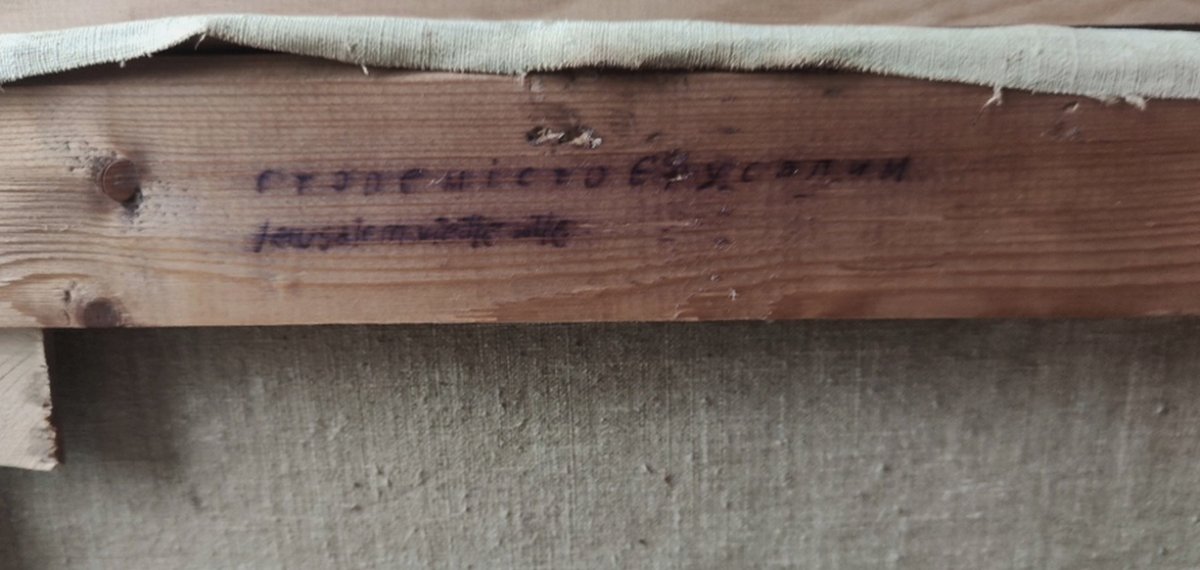 старе місто Єрусалим
Jerusalem